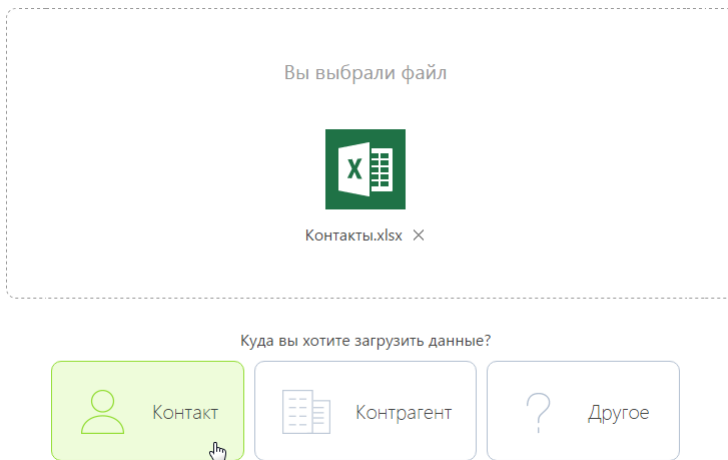 Вы выбрали файл
X
Контакты.xlsx
Куда вы хотите загрузить данные?
Контакт
Контрагент
? Другое